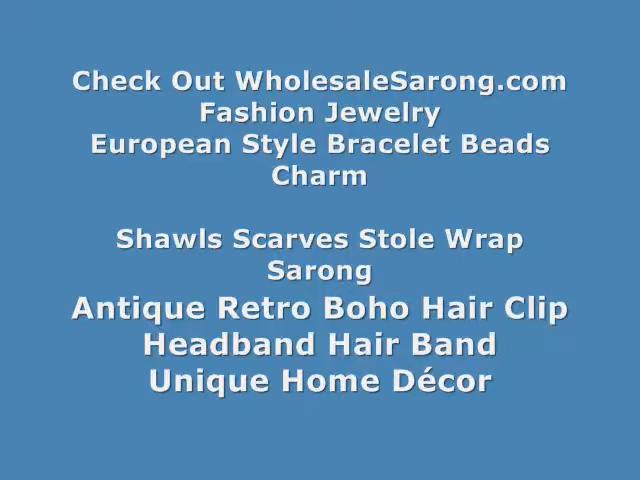 Check Out WholesaleSarong.com
Fashion Jewelry
European Style Bracelet Beads
Charm
Shawls Scarves Stole Wrap
Sarong
Antique Retro Boho Hair Clip
Headband Hair Band
Unique Home Décor